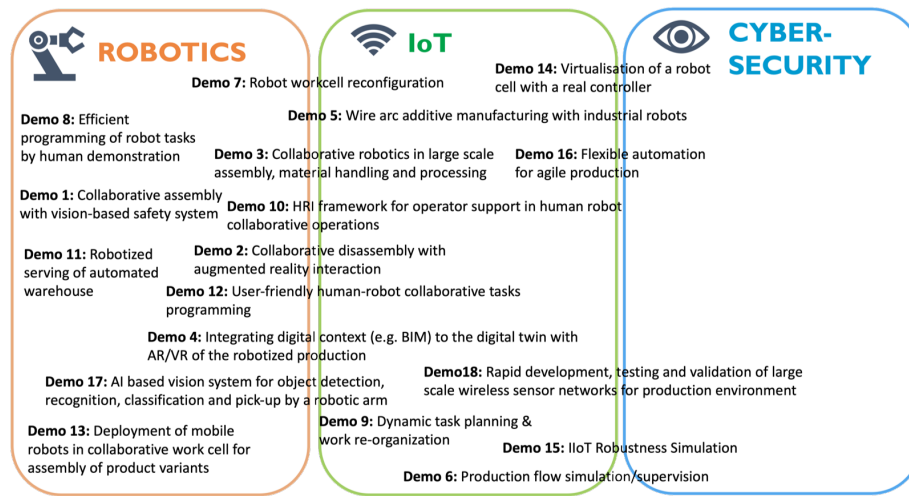 ROBOTICS
IoT
CYBER-
SECURITY
Demo 7: Robot workcell reconfiguration
Demo 14: Virtualisation of a robot
cell with a real controller
Demo 8: Efficient
programming of robot tasks
by human demonstration
Demo 5: Wire arc additive manufacturing with industrial robots
Demo 3: Collaborative robotics in large scale
assembly, material handling and processing
Demo 16: Flexible automation
for agile production
Demo 1: Collaborative assembly
with vision-based safety system
Demo 10: HRI framework for operator support in human robot
collaborative operations
Demo 11: Robotized
serving of automated
warehouse
Demo 2: Collaborative disassembly with
augmented reality interaction
Demo 12: User-friendly human-robot collaborative tasks
programming
Demo 4: Integrating digital context (e.g. BIM) to the digital twin with
AR/VR of the robotized production
Demo18: Rapid development, testing and validation of large
scale wireless sensor networks for production environment
Demo 17: AI based vision system for object detection,
recognition, classification and pick-up by a robotic arm
Demo 9: Dynamic task planning &
work re-organization
Demo 13: Deployment of mobile
robots in collaborative work cell for
assembly of product variants
Demo 15: IIoT Robustness Simulation
Demo 6: Production flow simulation/supervision